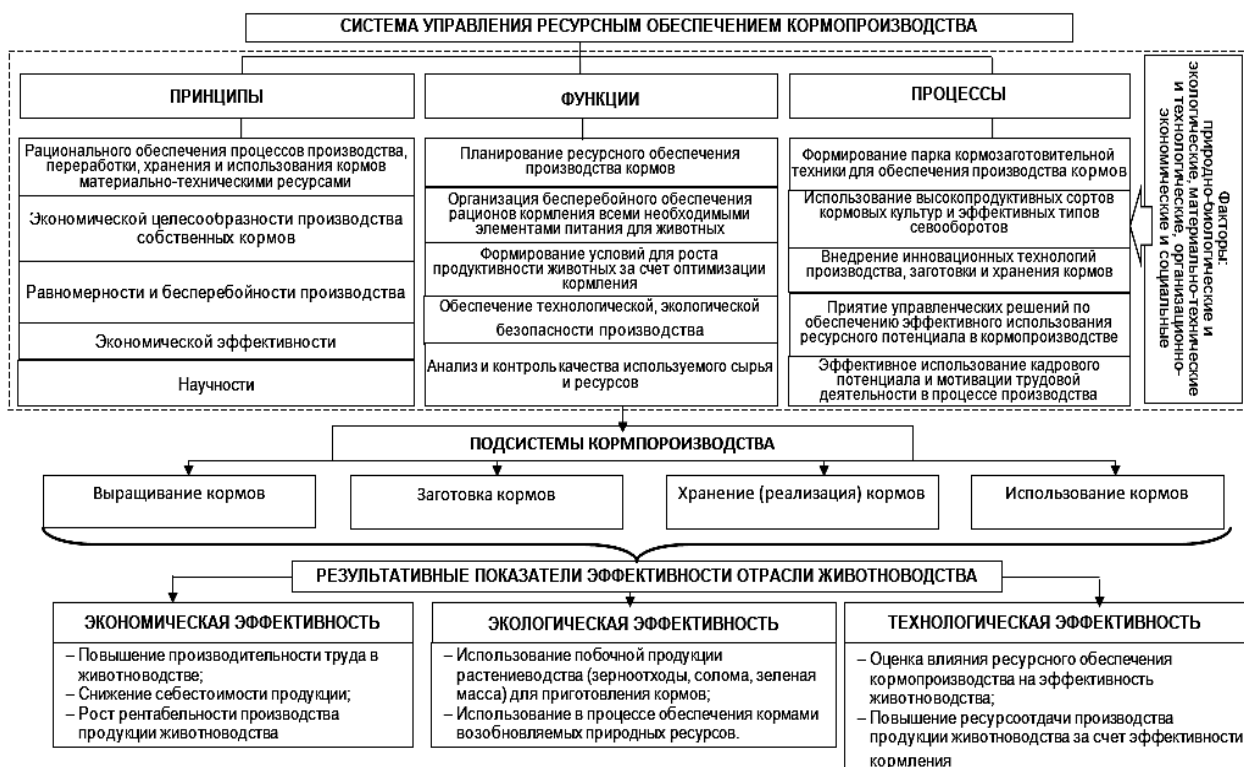 СИСТЕМА УПРАВЛЕНИЯ РЕСУРСНЫМ ОБЕСПЕЧЕНИЕМ КОРМОПРОИЗВОДСТВА
ПРИНЦИПЫ
Рационального обеспечения процессов производства,
переработки, хранения и использования кормов
материально-техническими ресурсами
Экономической целесообразности производства
собственных кормов
Равномерности и бесперебойности производства
Экономической эффективности
Научности
ФУНКЦИИ
Планирование ресурсного обеспечения
производства кормов
Организация бесперебойного обеспечения
рационов кормления всеми необходимыми
элементами питания для животных
Формирование условий для роста
продуктивности животных за счет оптимизации
кормления
Обеспечение технологической, экологической
безопасности производства
Анализ и контроль качества используемого сырья
и ресурсов
ПРОЦЕССЫ
Формирование парка кормозаготовительной
техники для обеспечения производства кормов
Использование высокопродуктивных сортов
кормовых культур и эффективных типов
севооборотов
Внедрение инновационных технологий
производства, заготовки и хранения кормов
Приятие управленческих решений по
обеспечению эффективного использования
ресурсного потенциала в кормопроизводстве
Эффективное использование кадрового
потенциала и мотивации трудовой
деятельности в процессе производства
Факторы:
природно-биологические и
экологические, материально-технические
и технологические, организационно-
экономические и социальные
ПОДСИСТЕМЫ КОРМПОРОИЗВОДСТВА
Выращивание кормов
Заготовка кормов
Хранение (реализация) кормов
Использование кормов
РЕЗУЛЬТАТИВНЫЕ ПОКАЗАТЕЛИ ЭФФЕКТИВНОСТИ ОТРАСЛИ ЖИВОТНОВОДСТВА
ЭКОНОМИЧЕСКАЯ ЭФФЕКТИВНОСТЬ
– Повышение производительности труда в
животноводстве;
– Снижение себестоимости продукции;
– Рост рентабельности производства
продукции животноводства
ЭКОЛОГИЧЕСКАЯ ЭФФЕКТИВНОСТЬ
– Использование побочной продукции
растениеводства (зерноотходы, солома, зеленая
масса) для приготовления кормов;
– Использование в процессе обеспечения кормами
возобновляемых природных ресурсов.
ТЕХНОЛОГИЧЕСКАЯ ЭФФЕКТИВНОСТЬ
– Оценка влияния ресурсного обеспечения
кормопроизводства на эффективность
животноводства;
– Повышение ресурсоотдачи производства
продукции животноводства за счет эффективности
кормления